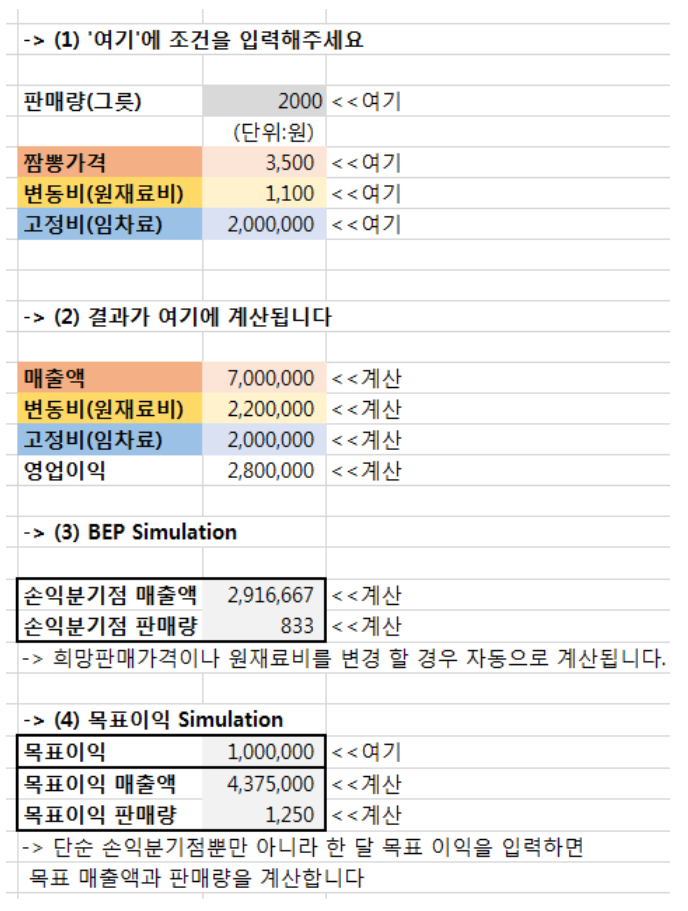 -> (1) '여기'에 조건을 입력해주세요
판매량(그릇) 2000 <<여기
(단위:원)
짬뽕가격 3,500 <<여기
변동비(원재료비) 1,100 <<여기
고정비(임차료) 2,000,000 <<여기
-> (2) 결과가 여기에 계산됩니다
매출액 7,000,000 <<계산
변동비(원재료비) 2,200,000 <<계산
고정비(임차료) 2,000,000 <<계산
영업이익 2,800,000 <<계산
-> (3) BEP Simulation
손익분기점 매출액 2,916,667 <<계산
손익분기점 판매량 833 <<계산
-> 희망판매가격이나 원재료비를 변경 할 경우 자동으로 계산됩니다.
-> (4) 목표이익 Simulation
목표이익 1,000,000 <<여기
목표이익 매출액 4,375,000 <<계산
목표이익 판매량 1,250 <<계산
-> 단순 손익분기점뿐만 아니라 한 달 목표 이익을 입력하면
목표 매출액과 판매량을 계산합니다